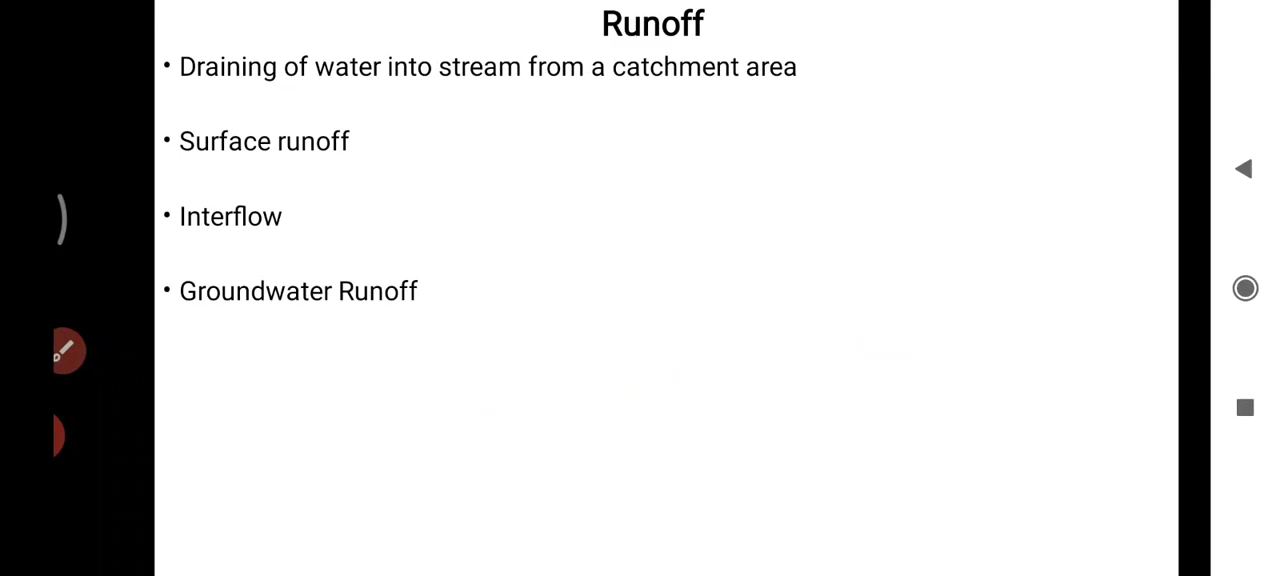 Runoff
• Draining of water into stream from a catchment area
• Surface runoff
• Interflow
• Groundwater Runoff